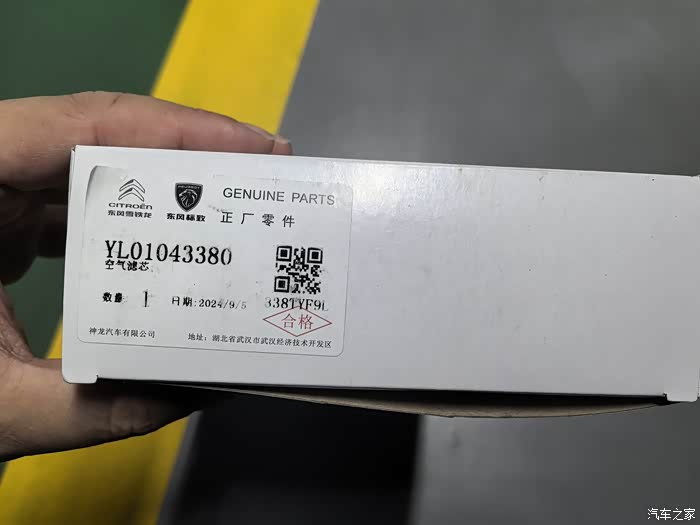 GENUINE PARTS
CITROËN
东风雪铁龙
东风标致
正厂零件
YL01043380
空气滤芯
数量 1 日期:2024/9/5
338TYF9L
合格
神龙汽车有限公司 地址:湖北省武汉市武汉经济技术开发区
汽车之家